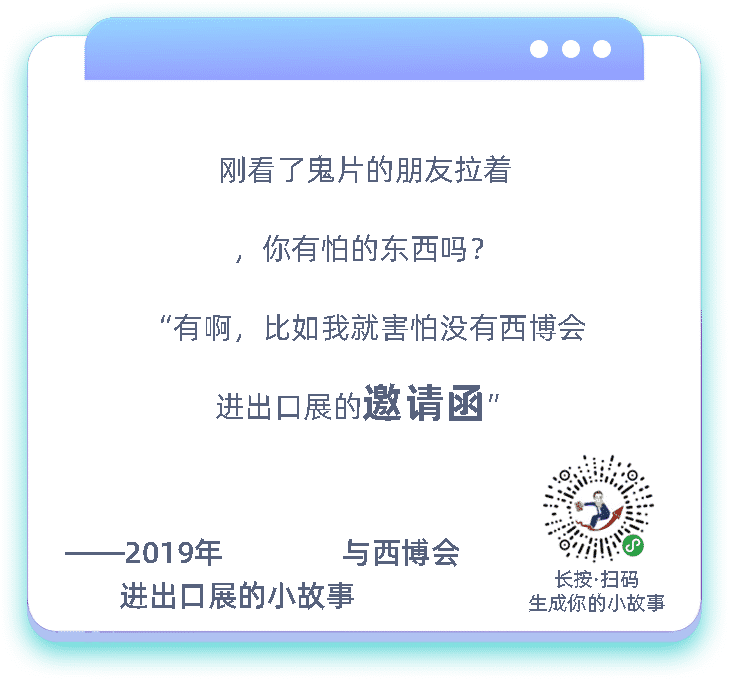 刚看了鬼片的朋友拉着
，你有怕的东西吗？
“有啊，比如我就害怕没有西博会
进出口展的邀请函”
——2019年 与西博会
进出口展的小故事
长按·扫码
生成你的小故事